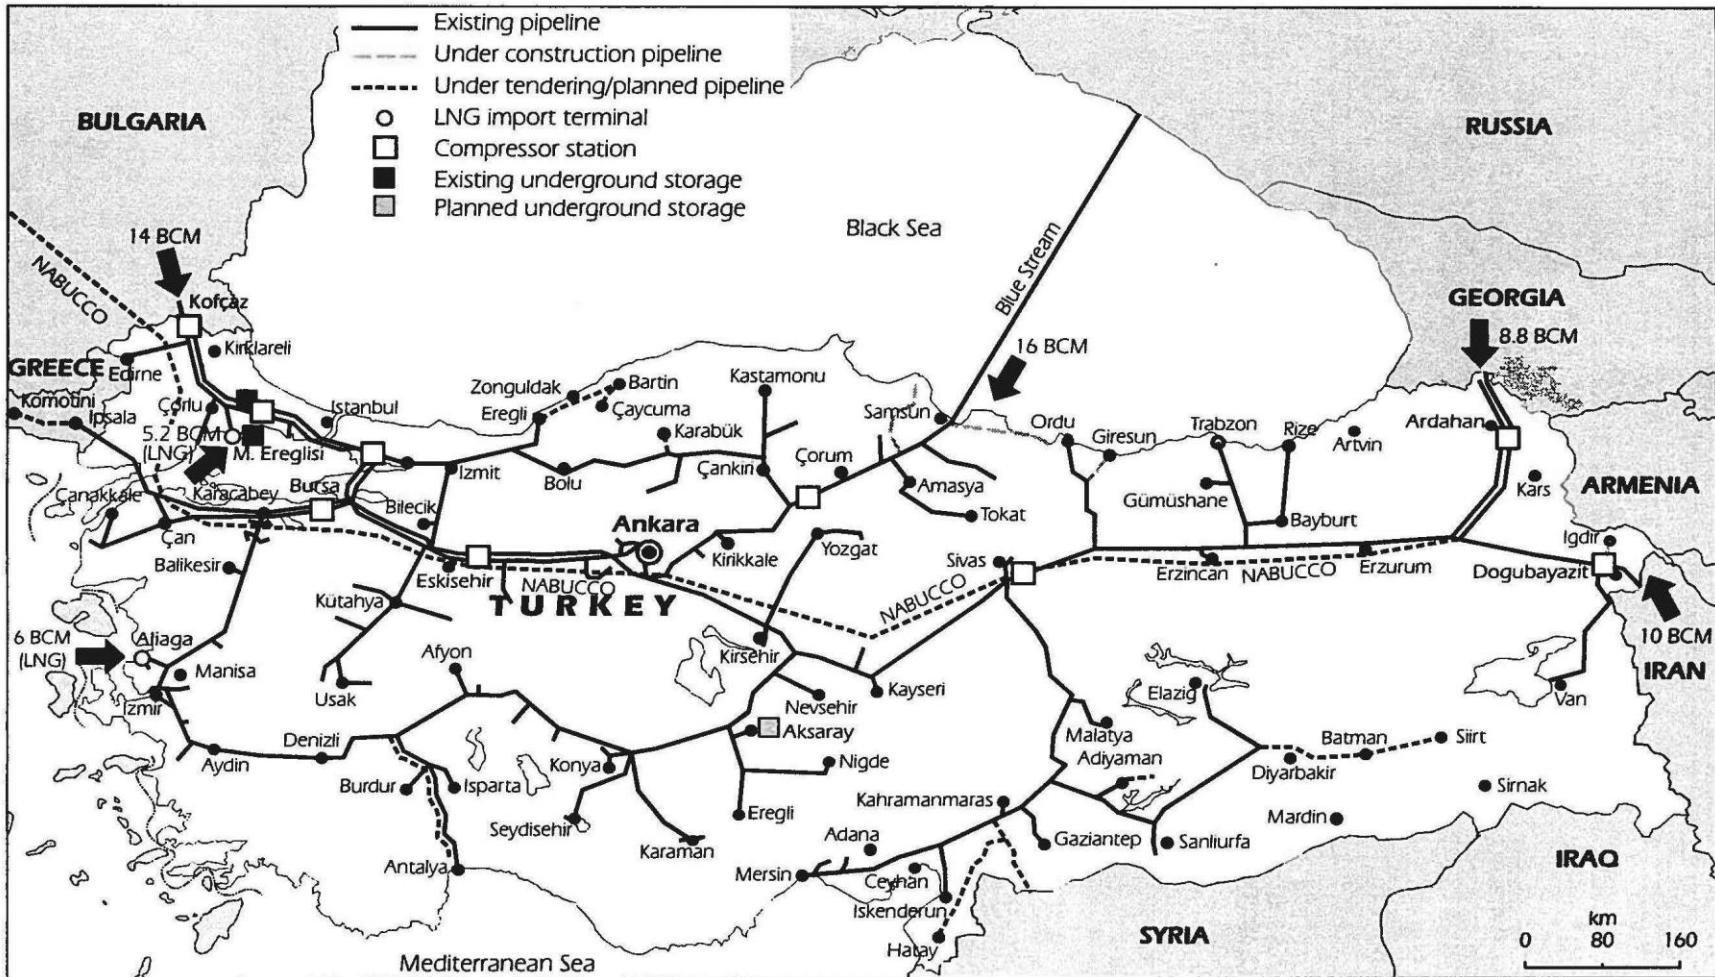 Existing pipeline
Under construction pipeline
Under tendering/planned pipeline
LNG import terminal
Compressor station
Existing underground storage
Planned underground storage
BULGARIA
RUSSIA
Black Sea
Blue Stream
14 BCM
NABUCCO
Kofçaz
GEORGIA
8.8 BCM
16 BCM
Kirklareli
GREECE
Edirne
Komotini
Ipsala
Çorlu
Istanbul
5.2 BCM
(LNG)
M. Ereglisi
Zonguldak
Bartin
Eregli
Çaycuma
Kastamonu
Karabük
Samsun
Ordu
Giresun
Trabzon
Rize
Artvin
Ardahan
Kars
ARMENIA
Çanakkale
Karacabey
Bursa
Bilecik
Izmit
Bolu
Çankiri
Çorum
Amasya
Tokat
Gümüshane
Bayburt
Igdir
Çan
Balikesir
Eskisehir
Ankara
Kirikkale
Yozgat
Sivas
Erzincan
NABUCCO
Erzurum
Dogubayazit
NABUCCO
NABUCCO
TURKEY
Kütahya
6 BCM
(LNG)
Aliaga
Manisa
Izmir
Usak
Afyon
Kirsehir
Kayseri
Nevsehir
Aksaray
Elazig
Malatya
Van
10 BCM
IRAN
Aydin
Denizli
Burdur
Isparta
Konya
Nigde
Eregli
Adiyaman
Batman
Siirt
Diyarbakir
Sirnak
Mardin
Seydisehir
Karaman
Kahramanmaras
Adana
Gaziantep
Sanliurfa
Antalya
Mersin
Ceyhan
Iskenderun
Hatay
IRAQ
SYRIA
Mediterranean Sea
km
0 80 160